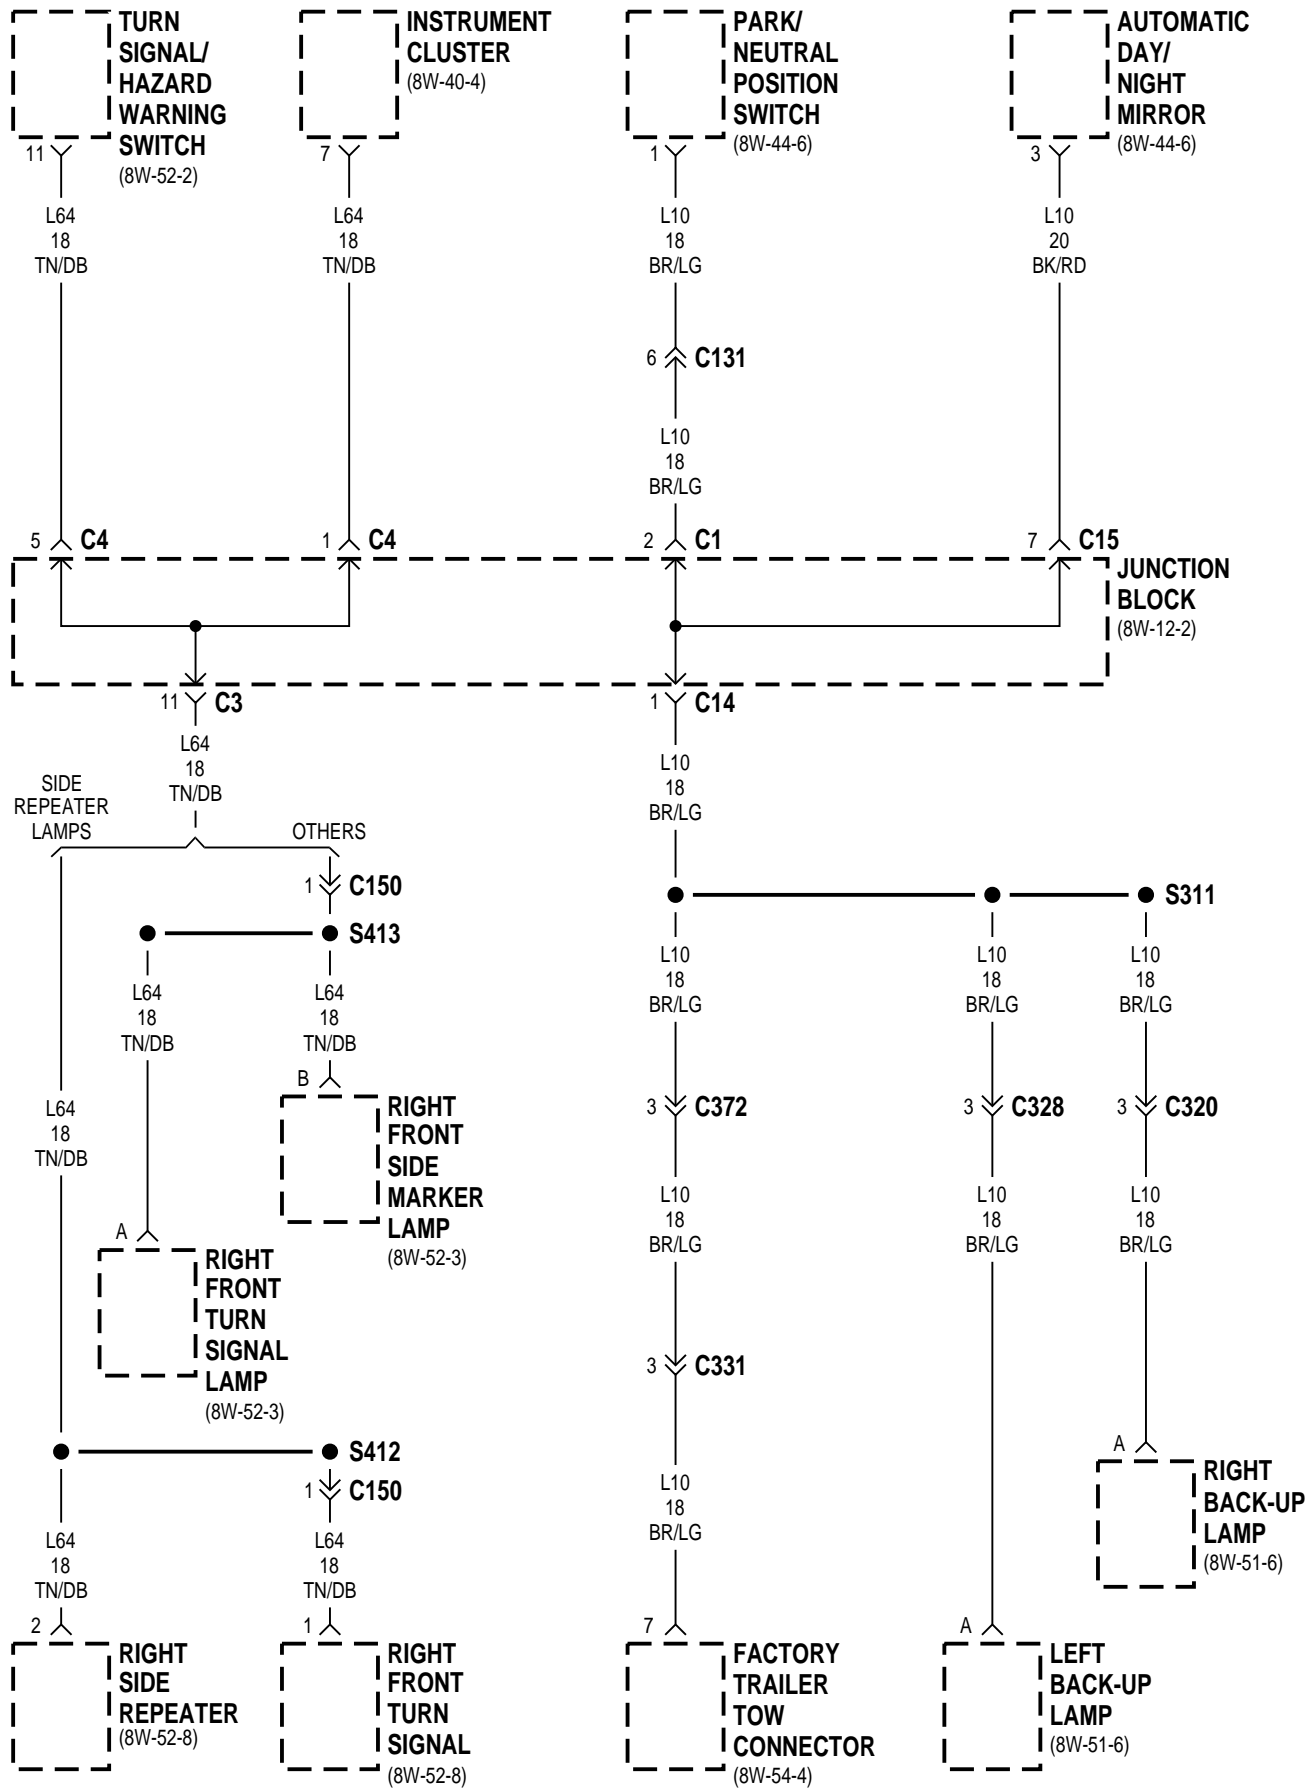 TURN
SIGNAL/
HAZARD
WARNING
SWITCH
(8W-52-2)
INSTRUMENT
CLUSTER
(8W-40-4)
PARK/
NEUTRAL
POSITION
SWITCH
(8W-44-6)
AUTOMATIC
DAY/
NIGHT
MIRROR
(8W-44-6)
11
7
1
3
L64
18
TN/DB
L64
18
TN/DB
L10
18
BR/LG
L10
20
BK/RD
6 C131
L10
18
BR/LG
5 C4
1 C4
2 C1
7 C15
JUNCTION
BLOCK
(8W-12-2)
11 C3
1 C14
L64
18
TN/DB
L10
18
BR/LG
SIDE
REPEATER
LAMPS
OTHERS
1 C150
S413
S311
L64
18
TN/DB
L64
18
TN/DB
L10
18
BR/LG
L10
18
BR/LG
L10
18
BR/LG
B
RIGHT
FRONT
SIDE
MARKER
LAMP
(8W-52-3)
L64
18
TN/DB
3 C372
3 C328
3 C320
L10
18
BR/LG
L10
18
BR/LG
L10
18
BR/LG
A
RIGHT
FRONT
TURN
SIGNAL
LAMP
(8W-52-3)
3 C331
S412
1 C150
L10
18
BR/LG
A
RIGHT
BACK-UP
LAMP
(8W-51-6)
L64
18
TN/DB
L64
18
TN/DB
2
RIGHT
SIDE
REPEATER
(8W-52-8)
1
RIGHT
FRONT
TURN
SIGNAL
(8W-52-8)
7
FACTORY
TRAILER
TOW
CONNECTOR
(8W-54-4)
A
LEFT
BACK-UP
LAMP
(8W-51-6)